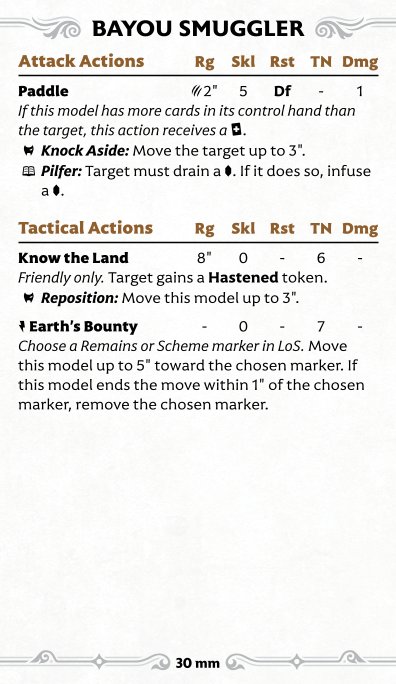 BAYOU SMUGGLER
Attack Actions Rg Skl Rst TN Dmg
Paddle 2" 5 Df - 1
If this model has more cards in its control hand than
the target, this action receives a .
Knock Aside: Move the target up to 3".
Pilfer: Target must drain a . If it does so, infuse
a .
Tactical Actions Rg Skl Rst TN Dmg
Know the Land 8" 0 - 6 -
Friendly only. Target gains a Hastened token.
Reposition: Move this model up to 3".
Earth's Bounty - 0 - 7 -
Choose a Remains or Scheme marker in LoS. Move
this model up to 5" toward the chosen marker. If
this model ends the move within 1" of the chosen
marker, remove the chosen marker.
30 mm